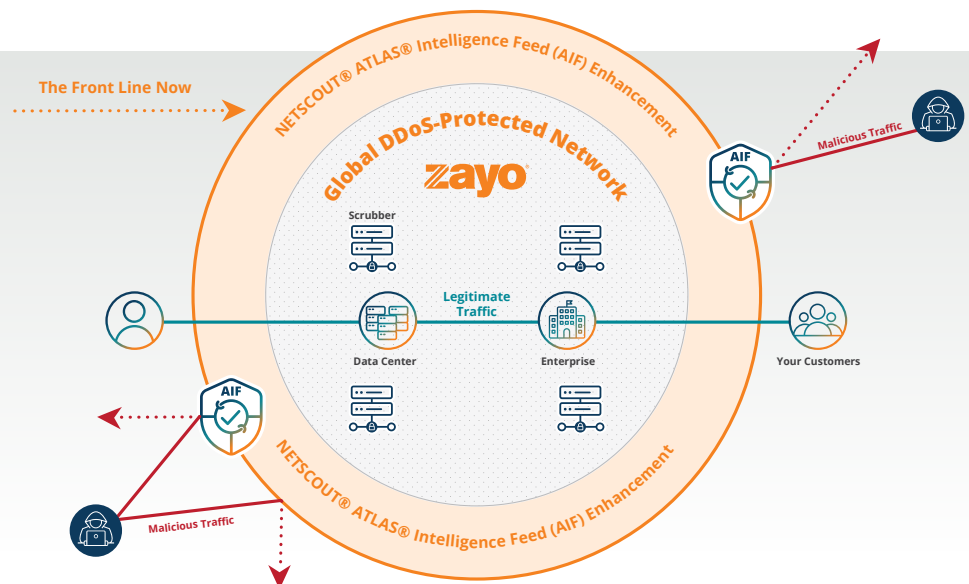 NETSCOUT® ATLAS® Intelligence Feed (AIF) Enhancement
The Front Line Now
Global DDoS-Protected Network
zayo
Malicious Traffic
AIF
Scrubber
Legitimate
Traffic
Data Center
Enterprise
Your Customers
AIF
Malicious Traffic
NETSCOUT® ATLAS® Intelligence Feed (AIF) Enhancement